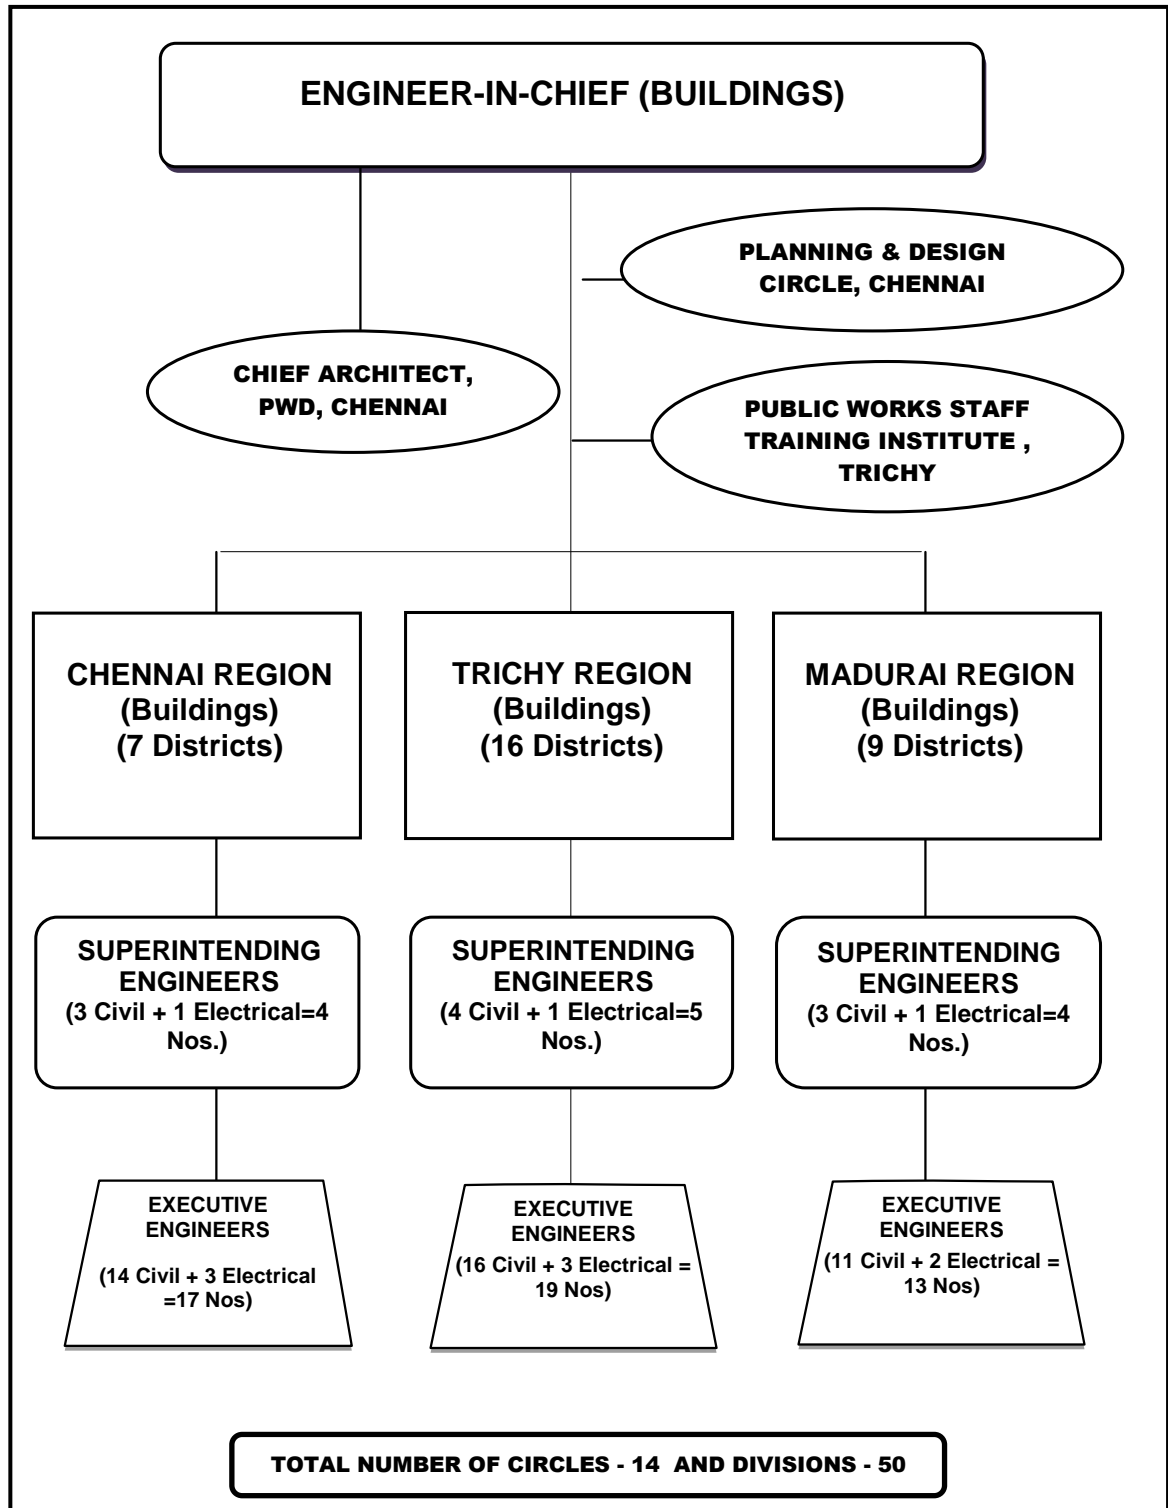 ENGINEER-IN-CHIEF (BUILDINGS)
PLANNING & DESIGN
CIRCLE, CHENNAI
CHIEF ARCHITECT,
PWD, CHENNAI
PUBLIC WORKS STAFF
TRAINING INSTITUTE ,
TRICHY
CHENNAI REGION
(Buildings)
(7 Districts)
TRICHY REGION
(Buildings)
(16 Districts)
MADURAI REGION
(Buildings)
(9 Districts)
SUPERINTENDING
ENGINEERS
(3 Civil + 1 Electrical=4
Nos.)
SUPERINTENDING
ENGINEERS
(4 Civil + 1 Electrical=5
Nos.)
SUPERINTENDING
ENGINEERS
(3 Civil + 1 Electrical=4
Nos.)
EXECUTIVE
ENGINEERS
(14 Civil + 3 Electrical
=17 Nos)
EXECUTIVE
ENGINEERS
(16 Civil + 3 Electrical =
19 Nos)
EXECUTIVE
ENGINEERS
(11 Civil + 2 Electrical =
13 Nos)
TOTAL NUMBER OF CIRCLES - 14 AND DIVISIONS - 50